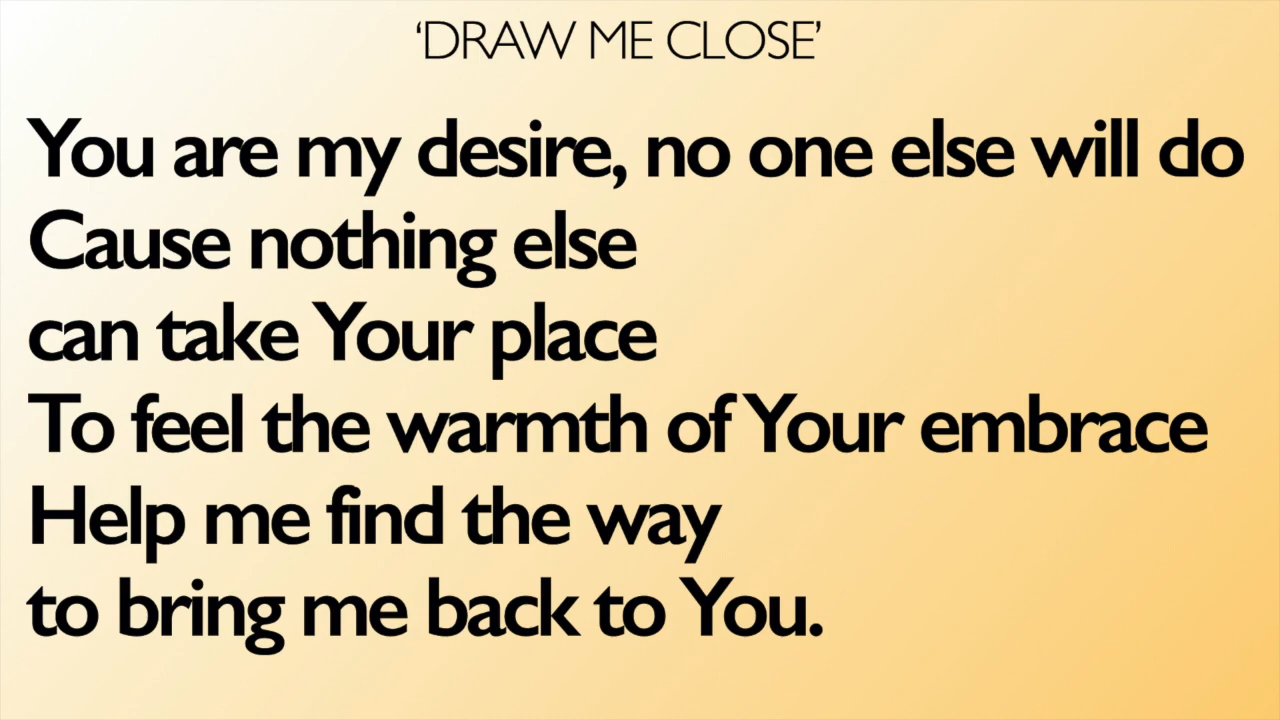 ‘DRAW ME CLOSE’
You are my desire, no one else will do
Cause nothing else
can take Your place
To feel the warmth of Your embrace
Help me find the way
to bring me back to You.